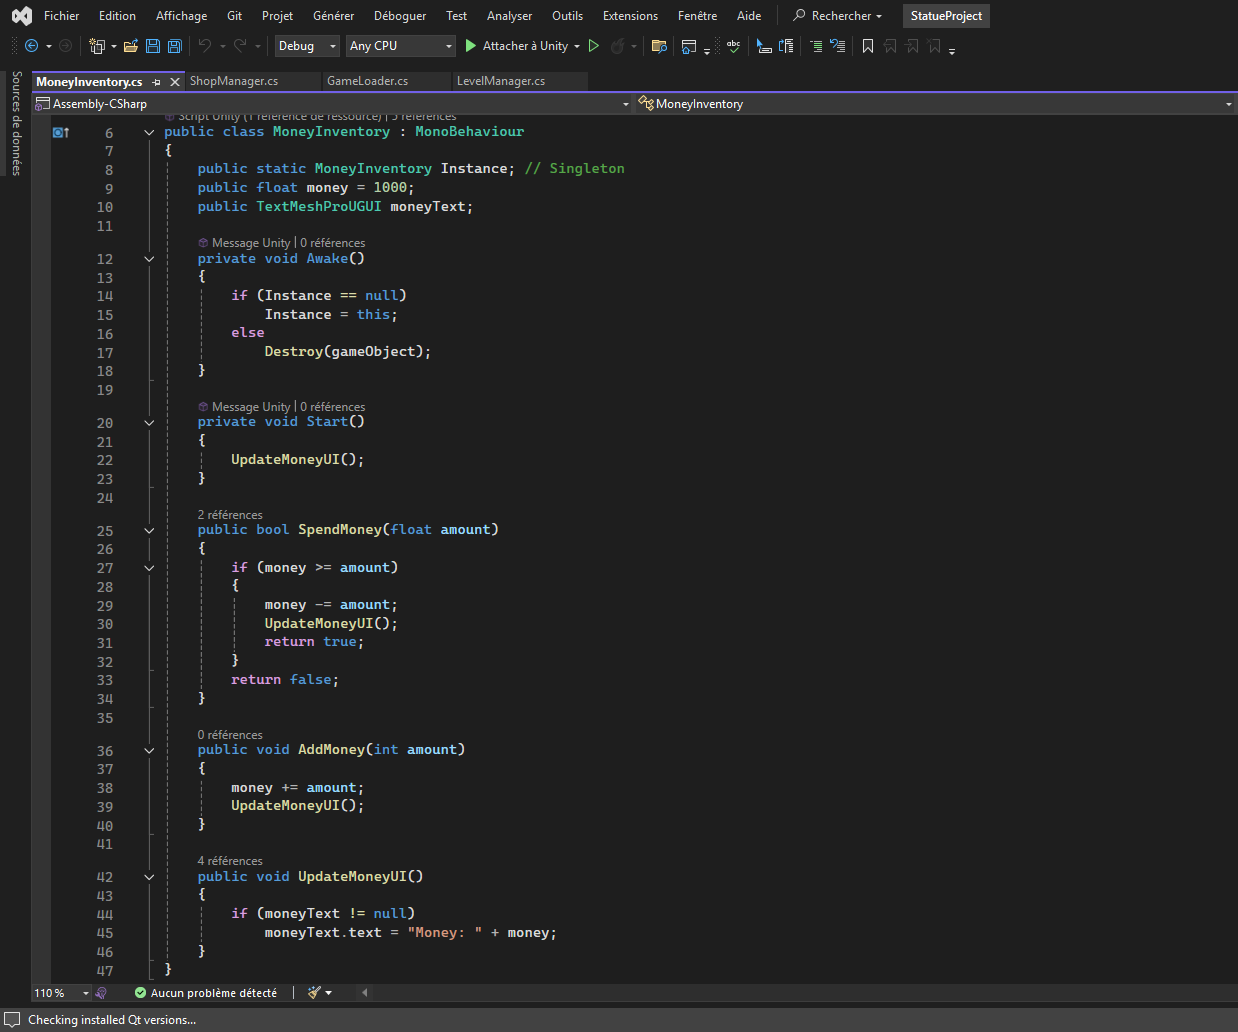 Fichier Edition Affichage Git Projet Générer Déboguer Test Analyser Outils Extensions Fenêtre Aide Rechercher StatueProject
Debug Any CPU Attacher à Unity
Sources de données
MoneyInventory.cs ShopManager.cs GameLoader.cs LevelManager.cs
Assembly-CSharp MoneyInventory
Script Unity (1 référence de ressource) | 5 références
6 public class MoneyInventory : MonoBehaviour
7 {
8 public static MoneyInventory Instance; // Singleton
9 public float money = 1000;
10 public TextMeshProUGUI moneyText;
11
Message Unity | 0 références
12 private void Awake()
13 {
14 if (Instance == null)
15 Instance = this;
16 else
17 Destroy(gameObject);
18 }
19
Message Unity | 0 références
20 private void Start()
21 {
22 UpdateMoneyUI();
23 }
24
2 références
25 public bool SpendMoney(float amount)
26 {
27 if (money >= amount)
28 {
29 money -= amount;
30 UpdateMoneyUI();
31 return true;
32 }
33 return false;
34 }
35
0 références
36 public void AddMoney(int amount)
37 {
38 money += amount;
39 UpdateMoneyUI();
40 }
41
4 références
42 public void UpdateMoneyUI()
43 {
44 if (moneyText != null)
45 moneyText.text = "Money: " + money;
46 }
47 }
110 % Aucun problème détecté
Checking installed Qt versions...